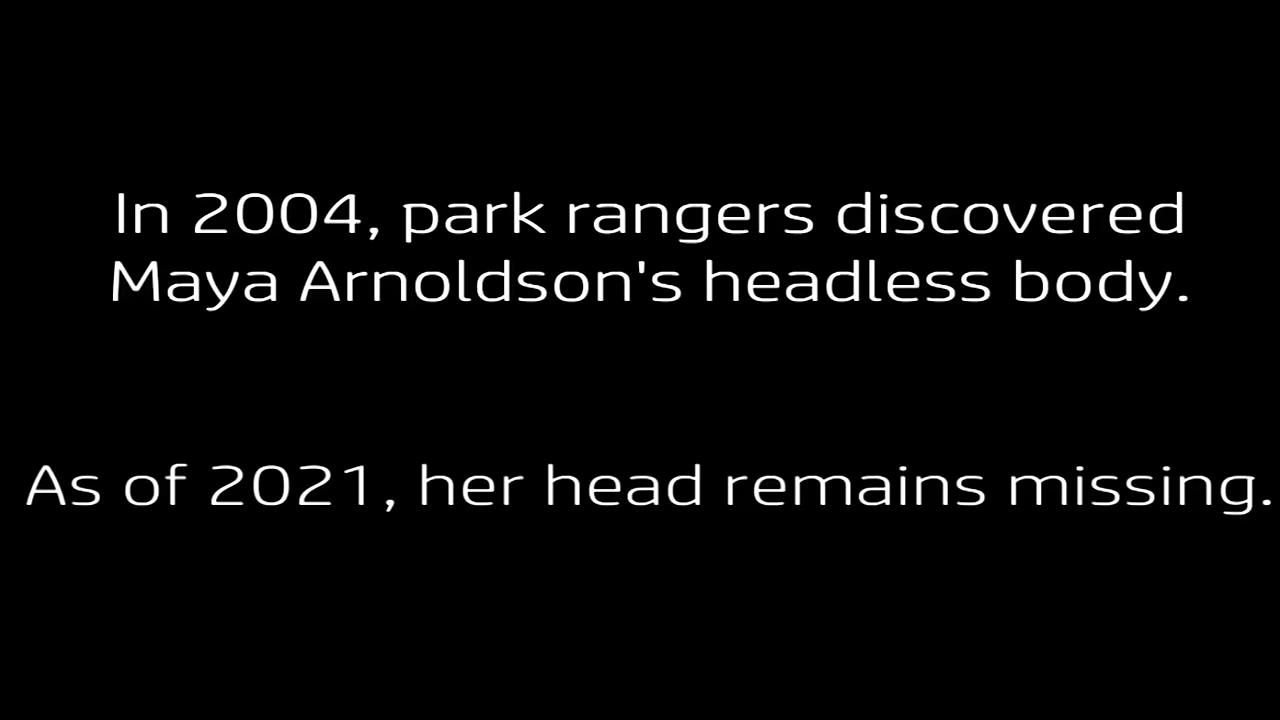 In 2004, park rangers discovered
Maya Arnoldson's headless body.
As of 2021, her head remains missing.